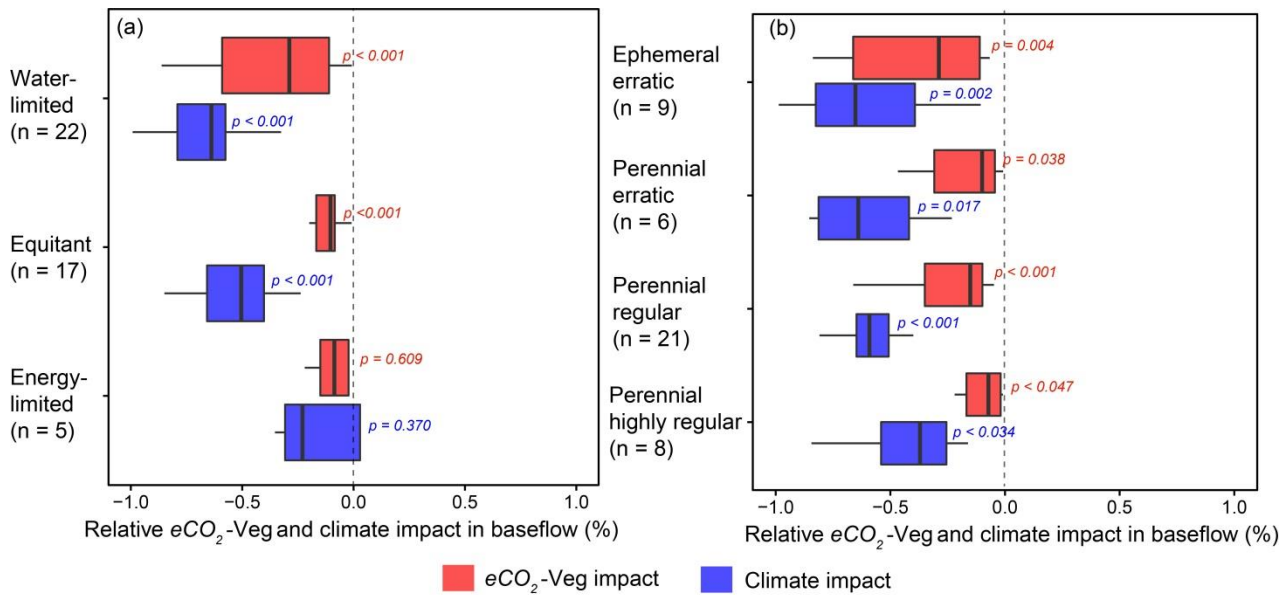 (a)
Water-
limited
(n = 22)
p < 0.001
p < 0.001
Equitant
(n = 17)
p <0.001
p < 0.001
Energy-
limited
(n = 5)
p = 0.609
p = 0.370
−1.0 −0.5 0.0 0.5 1.0
Relative eCO2-Veg and climate impact in baseflow (%)
(b)
Ephemeral
erratic
(n = 9)
p = 0.004
p = 0.002
Perennial
erratic
(n = 6)
p = 0.038
p = 0.017
Perennial
regular
(n = 21)
p < 0.001
p < 0.001
Perennial
highly regular
(n = 8)
p < 0.047
p < 0.034
−1.0 −0.5 0.0 0.5 1.0
Relative eCO2-Veg and climate impact in baseflow (%)
eCO2-Veg impact
Climate impact